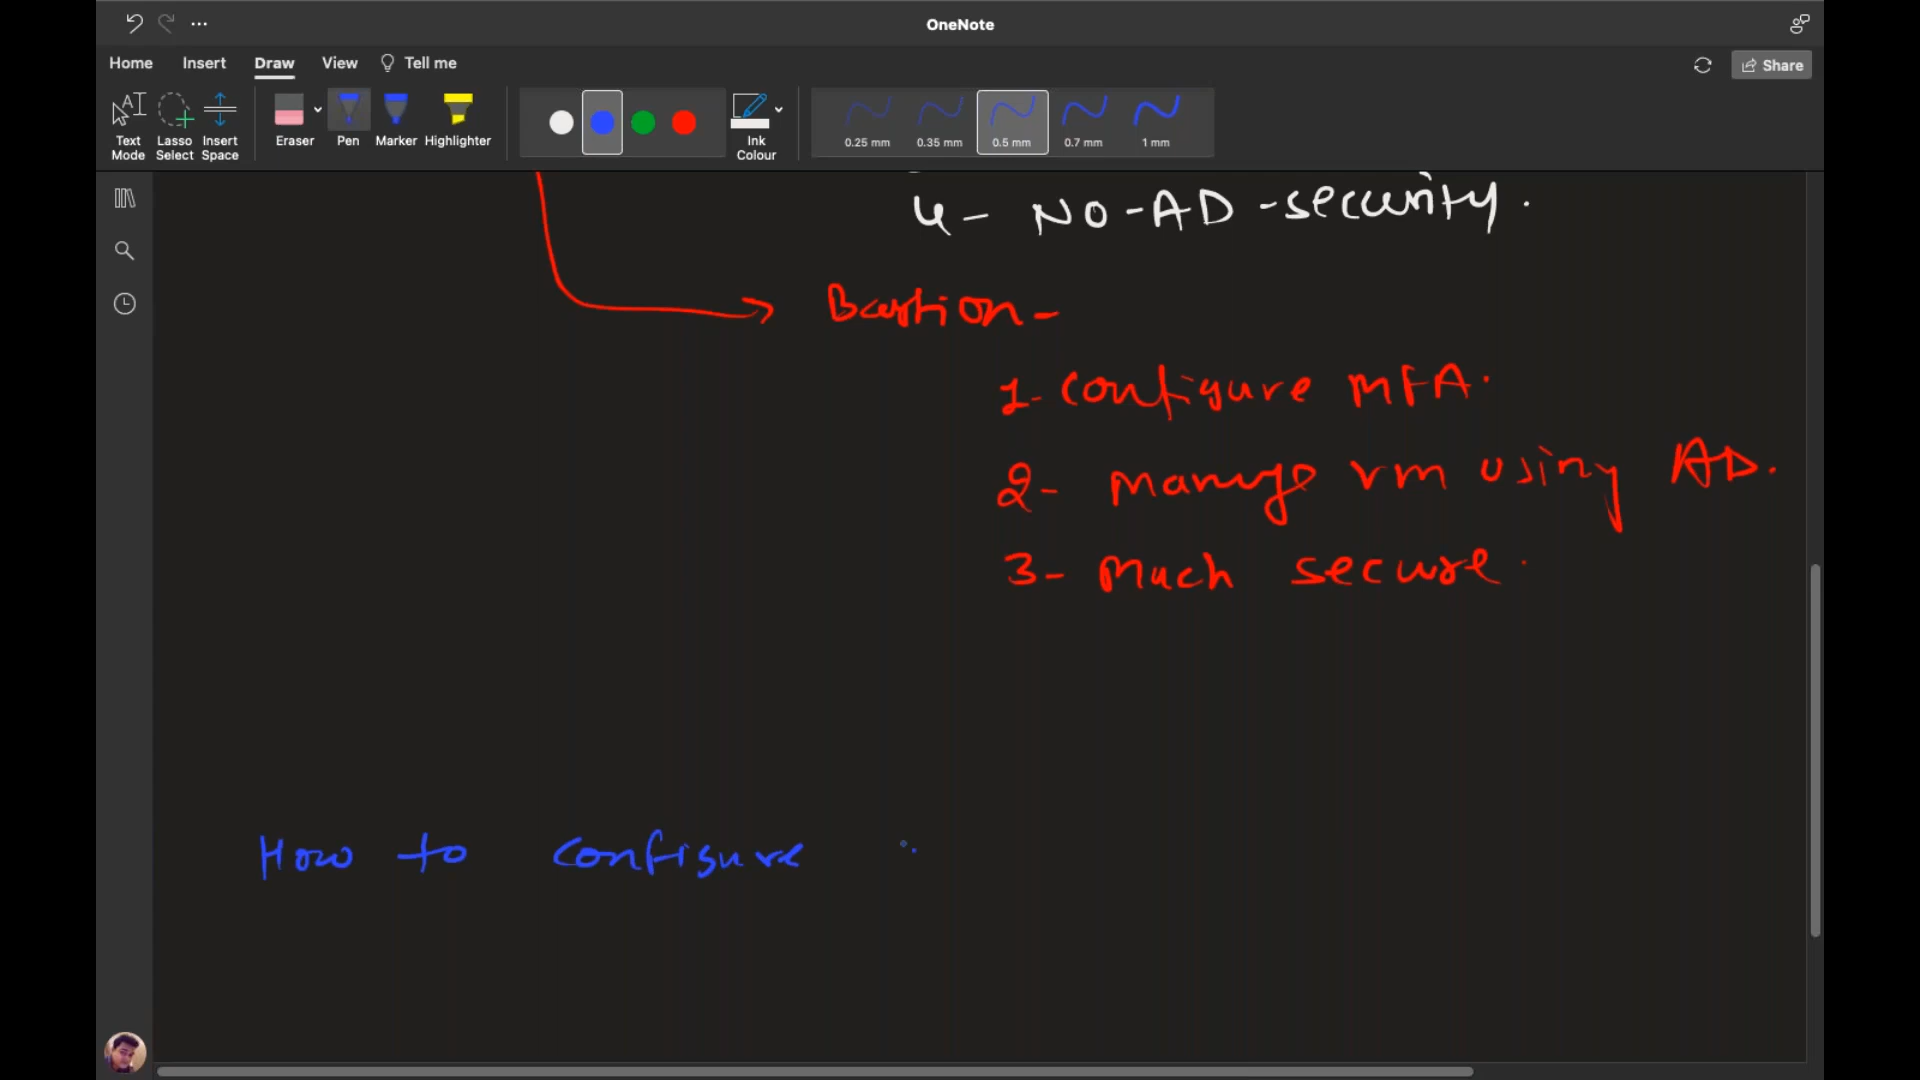 OneNote
Home Insert Draw View Tell me
Share
Text Mode
Lasso Select
Insert Space
Eraser
Pen
Marker
Highlighter
Ink Colour
0.25 mm
0.35 mm
0.5 mm
0.7 mm
1 mm
4- NO-AD-security.
Bastion-
1- configure MFA.
2- manage vm using AD.
3- Much secure.
How to configure